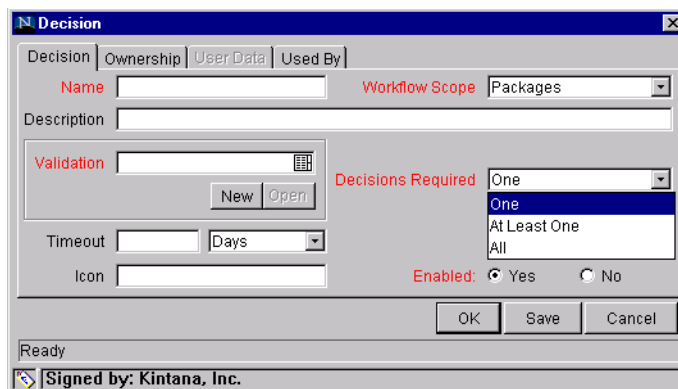 Decision
Decision Ownership User Data Used By
Name Workflow Scope Packages
Description
Validation
Decisions Required One
New Open
One
At Least One
All
Timeout Days
Icon Enabled: Yes No
OK Save Cancel
Ready
Signed by: Kintana, Inc.